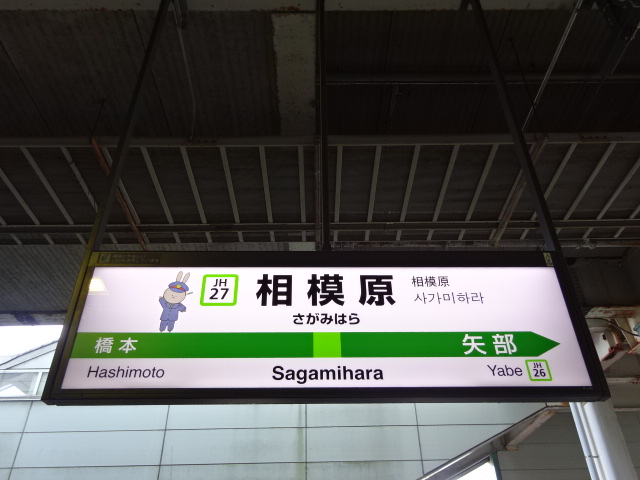 JH
27
相模原
相模原
사가미하라
さがみはら
橋本
矢部
Hashimoto
Sagamihara
Yabe
JH
26